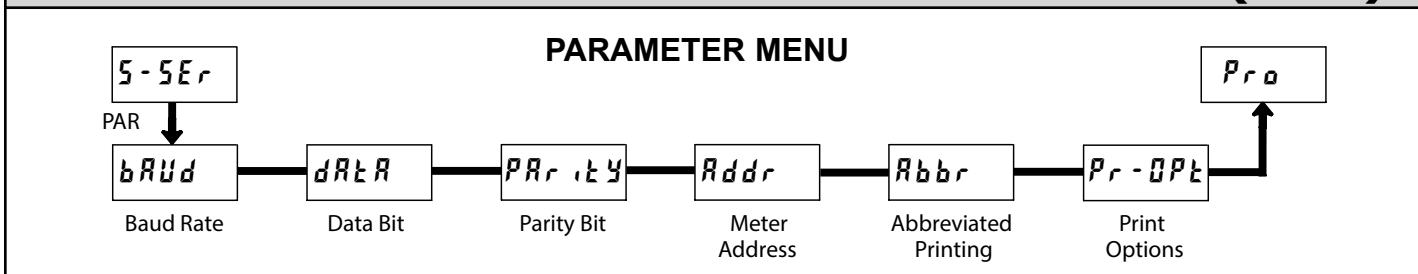 PARAMETER MENU
5-SEr
Pro
PAR
bAUd dAtA PArity Addr Abbr Pr-OPt
Baud Rate Data Bit Parity Bit Meter Address Abbreviated Printing Print Options